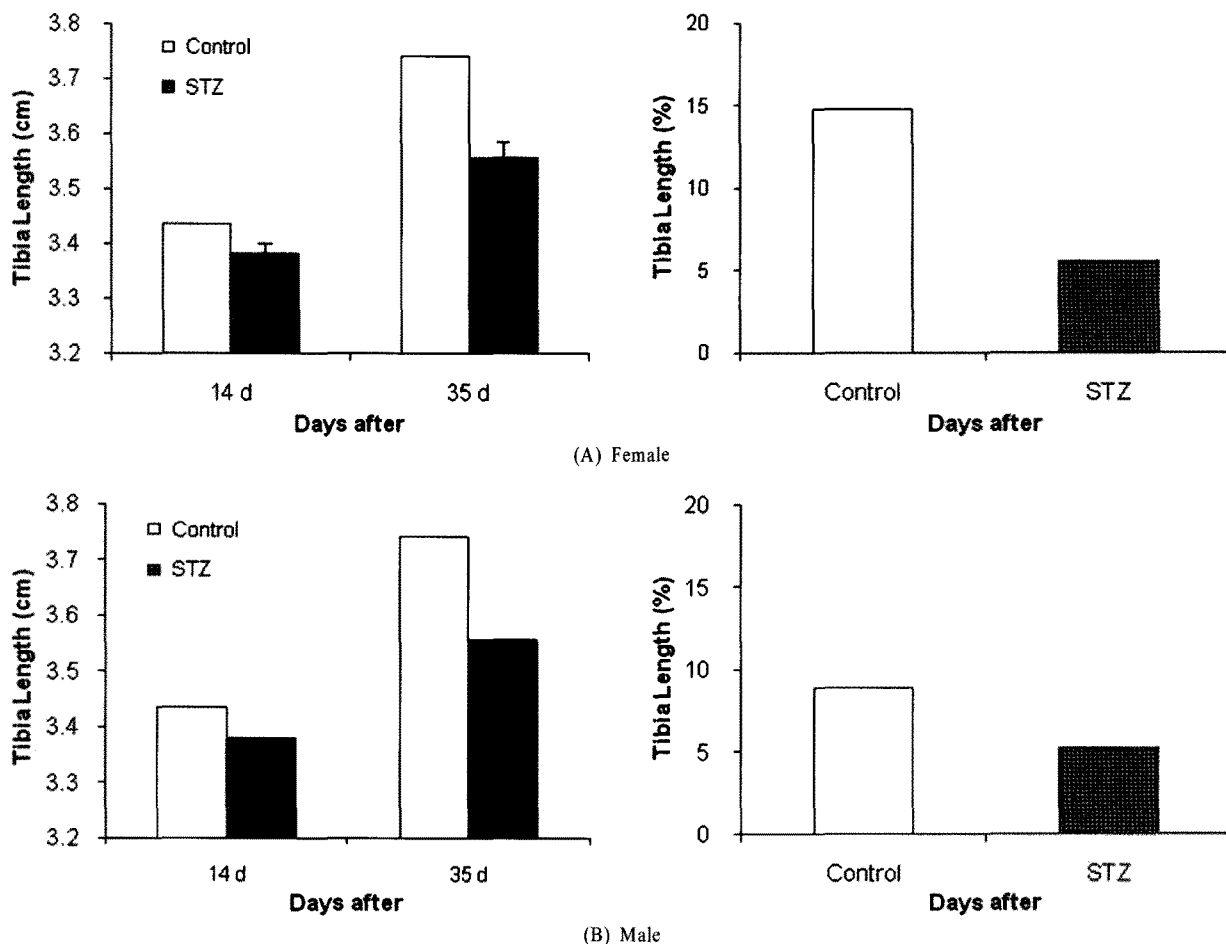 3.8
3.7
3.6
3.5
3.4
3.3
3.2
Tibia Length (cm)
Control
STZ
14 d
35 d
Days after
20
15
10
5
0
Tibia Length (%)
Control
STZ
Days after
(A) Female
3.8
3.7
3.6
3.5
3.4
3.3
3.2
Tibia Length (cm)
Control
STZ
14 d
35 d
Days after
20
15
10
5
0
Tibia Length (%)
Control
STZ
Days after
(B) Male